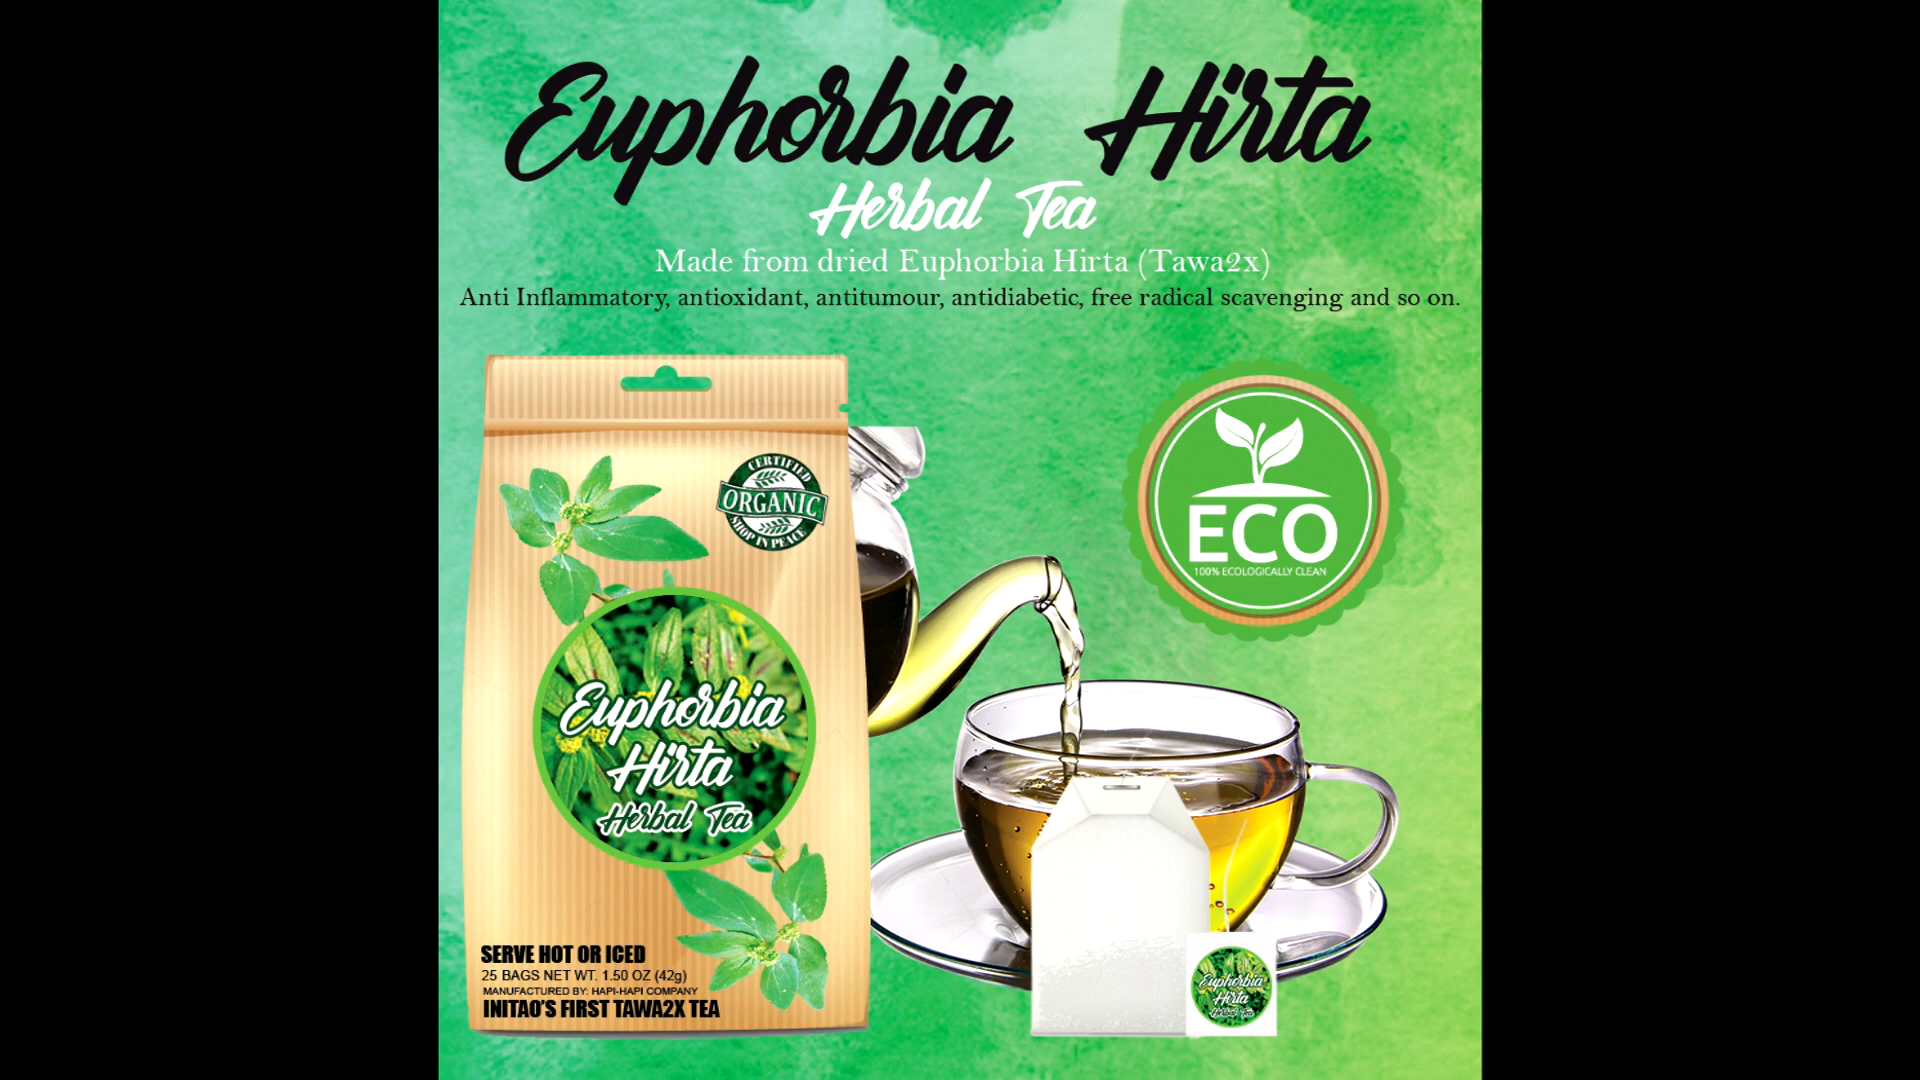 Euphorbia Hirta
Herbal Tea
Made from dried Euphorbia Hirta (Tawa2x)
Anti Inflammatory, antioxidant, antitumour, antidiabetic, free radical scavenging and so on.
CERTIFIED
ORGANIC
SHOP IN PEACE
ECO
100% ECOLOGICALLY CLEAN
Euphorbia
Hirta
Herbal Tea
SERVE HOT OR ICED
25 BAGS NET WT. 1.50 OZ (42g)
MANUFACTURED BY: HAPI-HAPI COMPANY
INITAO'S FIRST TAWA2X TEA
Euphorbia
Hirta
Herbal Tea